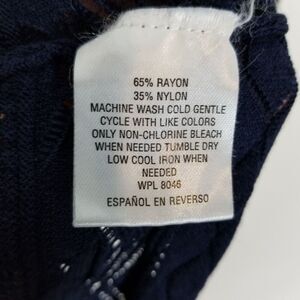 65% RAYON
35% NYLON
MACHINE WASH COLD GENTLE
CYCLE WITH LIKE COLORS
ONLY NON-CHLORINE BLEACH
WHEN NEEDED TUMBLE DRY
LOW COOL IRON WHEN
NEEDED
WPL 8046
ESPAÑOL EN REVERSO